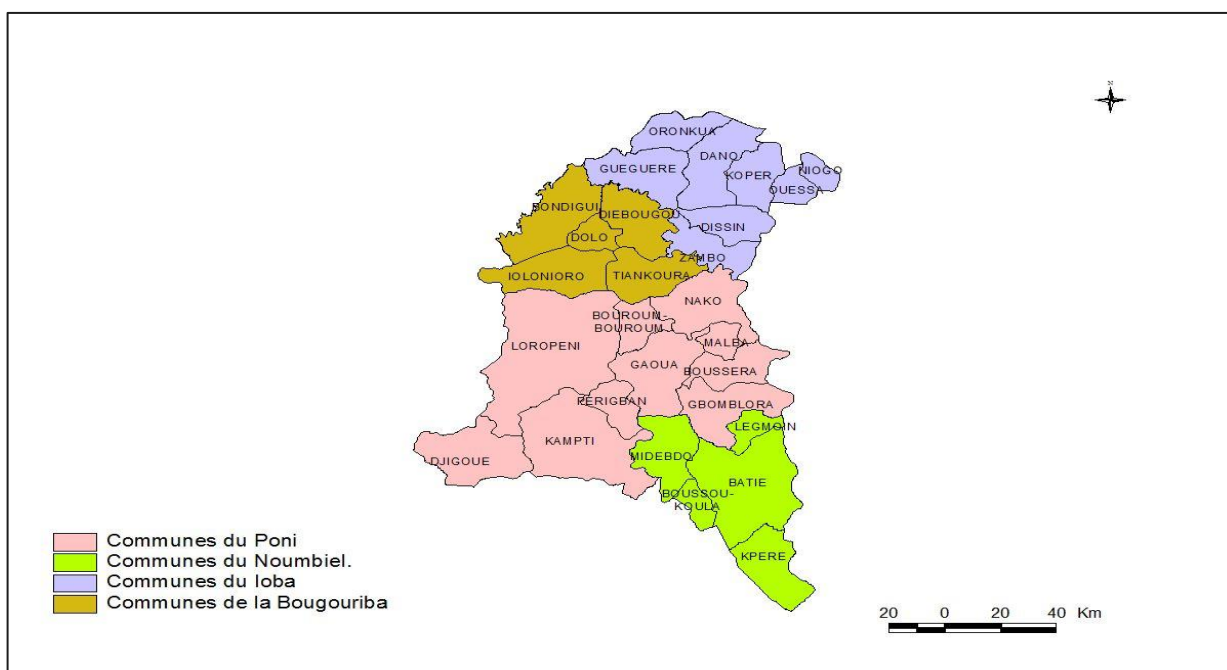 ORONKUA
DANO
GUEGUERE
KOPER
NIOGO
OUESSA
BONDIGUI
DIEBOUGOU
DISSIN
DOLO
ZAMBO
IOLONIORO
TIANKOURA
NAKO
BOUROUM-
BOUROUM
MALBA
LOROPENI
GAOUA
BOUSSERA
PERIGBAN
GBOMBLORA
LEGMOIN
KAMPTI
MIDEBDO
DJIGOUE
BATIE
BOUSSOU-
KOULA
KPERE
Communes du Poni
Communes du Noumbiel.
Communes du Ioba
Communes de la Bougouriba
20 0 20 40 Km